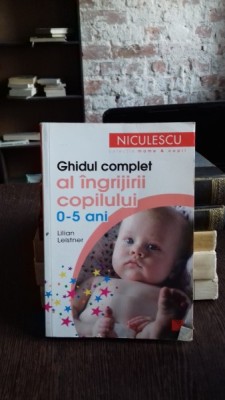 NICULESCU
Ghidul complet
al îngrijirii
copilului
0-5 ani
Lilian
Leistner